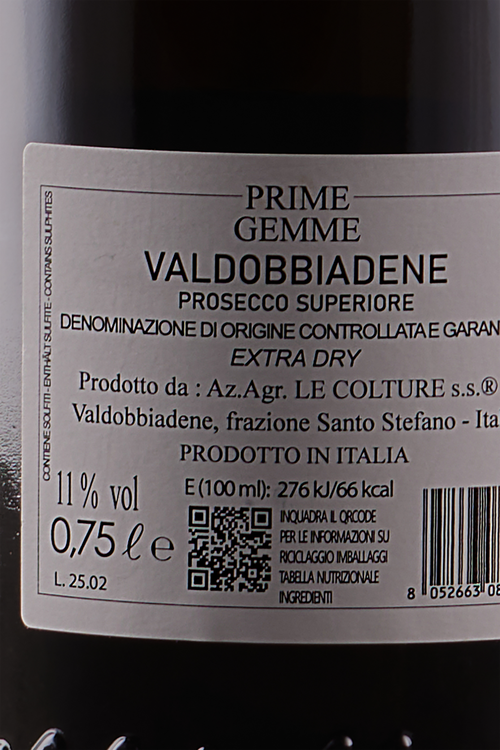 PRIME
GEMME
VALDOBBIADENE
PROSECCO SUPERIORE
DENOMINAZIONE DI ORIGINE CONTROLLATA E GARAN
EXTRA DRY
Prodotto da : Az.Agr. LE COLTURE s.s.®
Valdobbiadene, frazione Santo Stefano - Ita
PRODOTTO IN ITALIA
CONTIENE SOLFITI - ENTHÄLT SULFITE - CONTAINS SULPHITES
11% vol
0,75 ℓ e
L. 25.02
E (100 ml): 276 kJ/66 kcal
INQUADRA IL QRCODE
PER LE INFORMAZIONI SU
RICICLAGGIO IMBALLAGGI
TABELLA NUTRIZIONALE
INGREDIENTI
8 052663 08